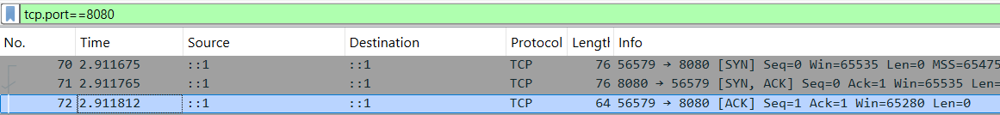 tcp.port==8080
No. Time Source Destination Protocol Length Info
70 2.911675 ::1 ::1 TCP 76 56579 → 8080 [SYN] Seq=0 Win=65535 Len=0 MSS=65475
71 2.911765 ::1 ::1 TCP 76 8080 → 56579 [SYN, ACK] Seq=0 Ack=1 Win=65535 Len=
72 2.911812 ::1 ::1 TCP 64 56579 → 8080 [ACK] Seq=1 Ack=1 Win=65280 Len=0